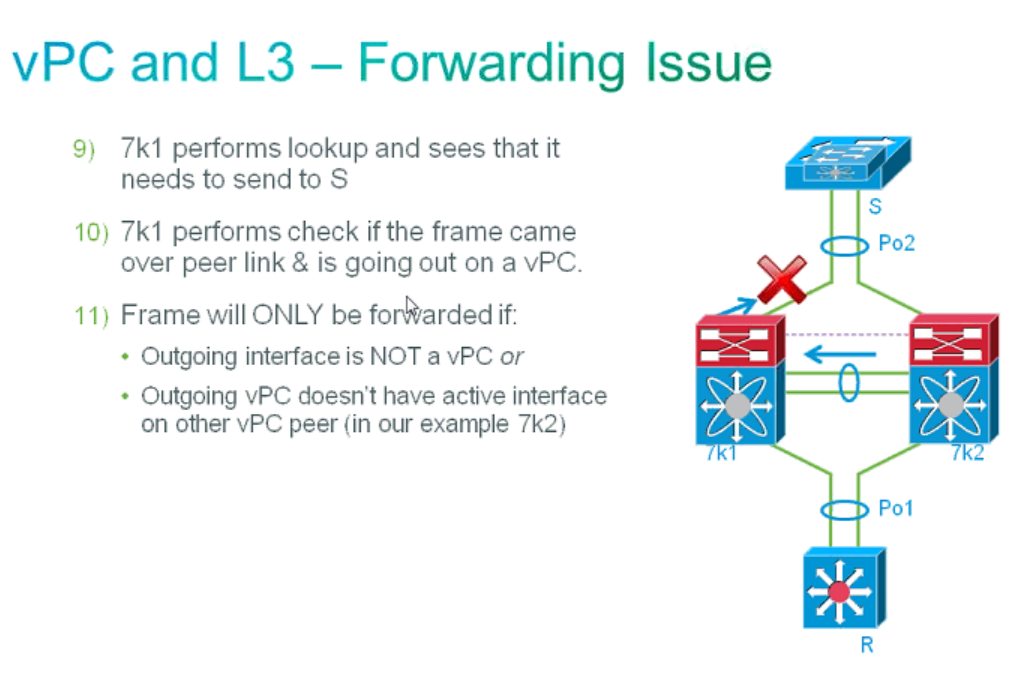 vPC and L3 – Forwarding Issue
9) 7k1 performs lookup and sees that it
needs to send to S
10) 7k1 performs check if the frame came
over peer link & is going out on a vPC.
11) Frame will ONLY be forwarded if:
• Outgoing interface is NOT a vPC or
• Outgoing vPC doesn't have active interface
on other vPC peer (in our example 7k2)
S
Po2
7k1
7k2
Po1
R